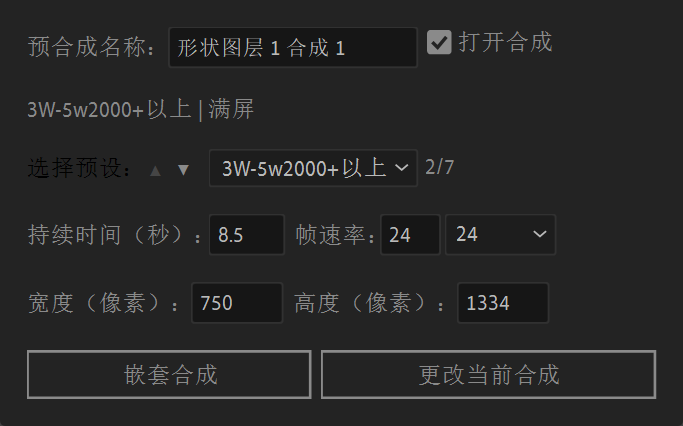 预合成名称： 形状图层 1 合成 1 打开合成
3W-5w2000+以上 | 满屏
选择预设： ▲ ▼ 3W-5w2000+以上 2/7
持续时间（秒）: 8.5 帧速率: 24 24
宽度（像素）： 750 高度（像素）： 1334
嵌套合成 更改当前合成